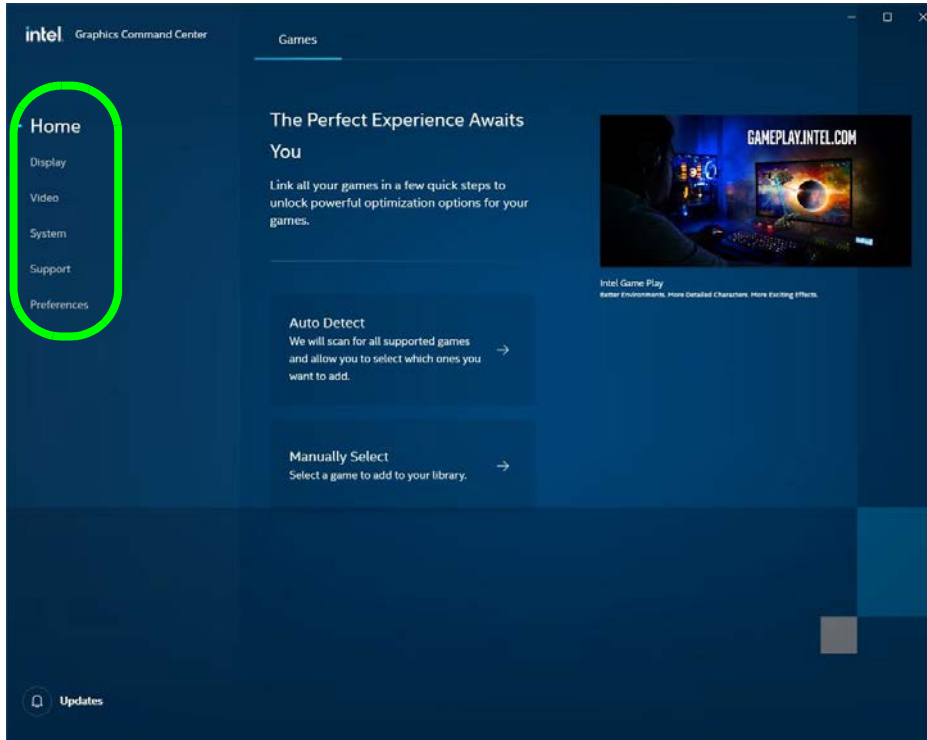 intel. Graphics Command Center
Games
Home
Display
Video
System
Support
Preferences
The Perfect Experience Awaits
You
Link all your games in a few quick steps to
unlock powerful optimization options for your
games.
GAMEPLAY.INTEL.COM
Intel Game Play
Better Environments. More Detailed Characters. More Exciting Effects.
Auto Detect
We will scan for all supported games
and allow you to select which ones you
want to add.
Manually Select
Select a game to add to your library.
Updates